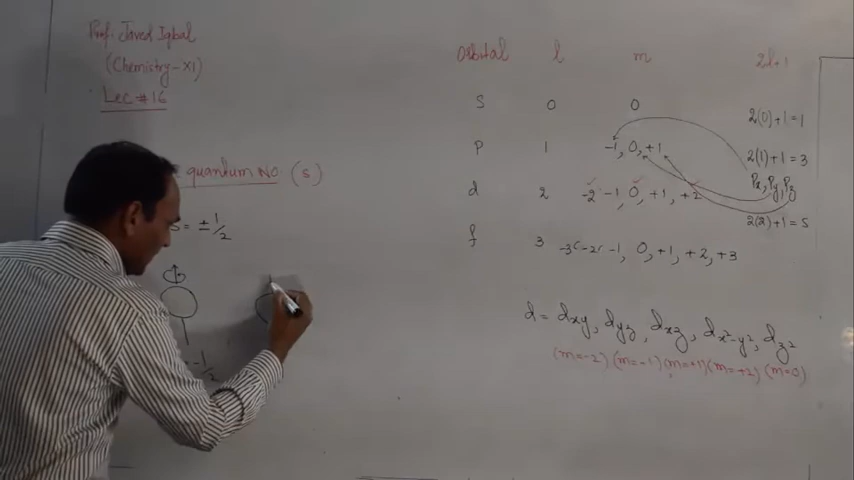 Prof. Javed Iqbal
(Chemistry-XI)
Lec # 16
quantum No. (s)
s = ± 1/2
- 1/2
Orbital l m 2l+1
S 0 0 2(0)+1=1
P 1 -1, 0, +1 2(1)+1=3
Px, Py, Pz
d 2 -2 -1, 0, +1, +2 2(2)+1=5
f 3 -3, -2, -1, 0, +1, +2, +3
d = dxy, dyz, dxz, dx²-y², dz²
(m=-2), (m=-1) (m=+1) (m=+2), (m=0)